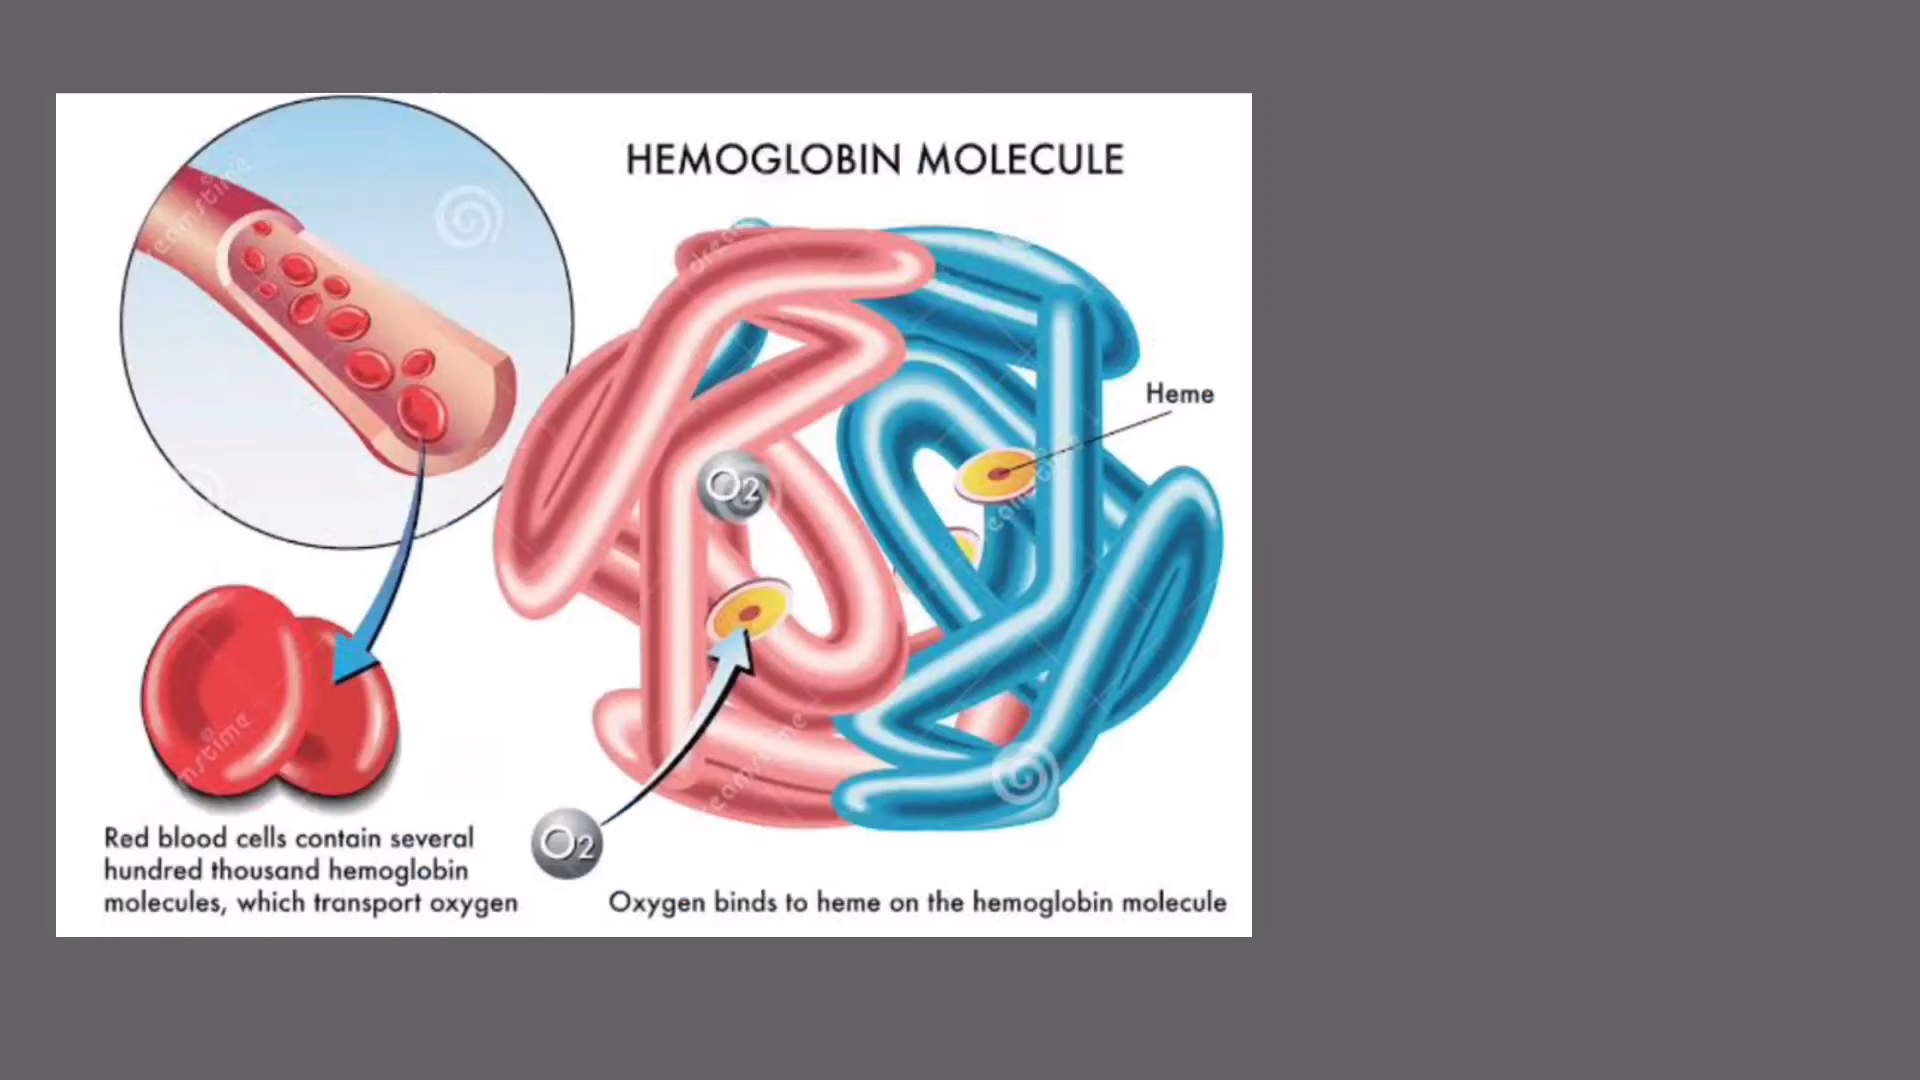 HEMOGLOBIN MOLECULE
Heme
O2
O2
Red blood cells contain several
hundred thousand hemoglobin
molecules, which transport oxygen
Oxygen binds to heme on the hemoglobin molecule